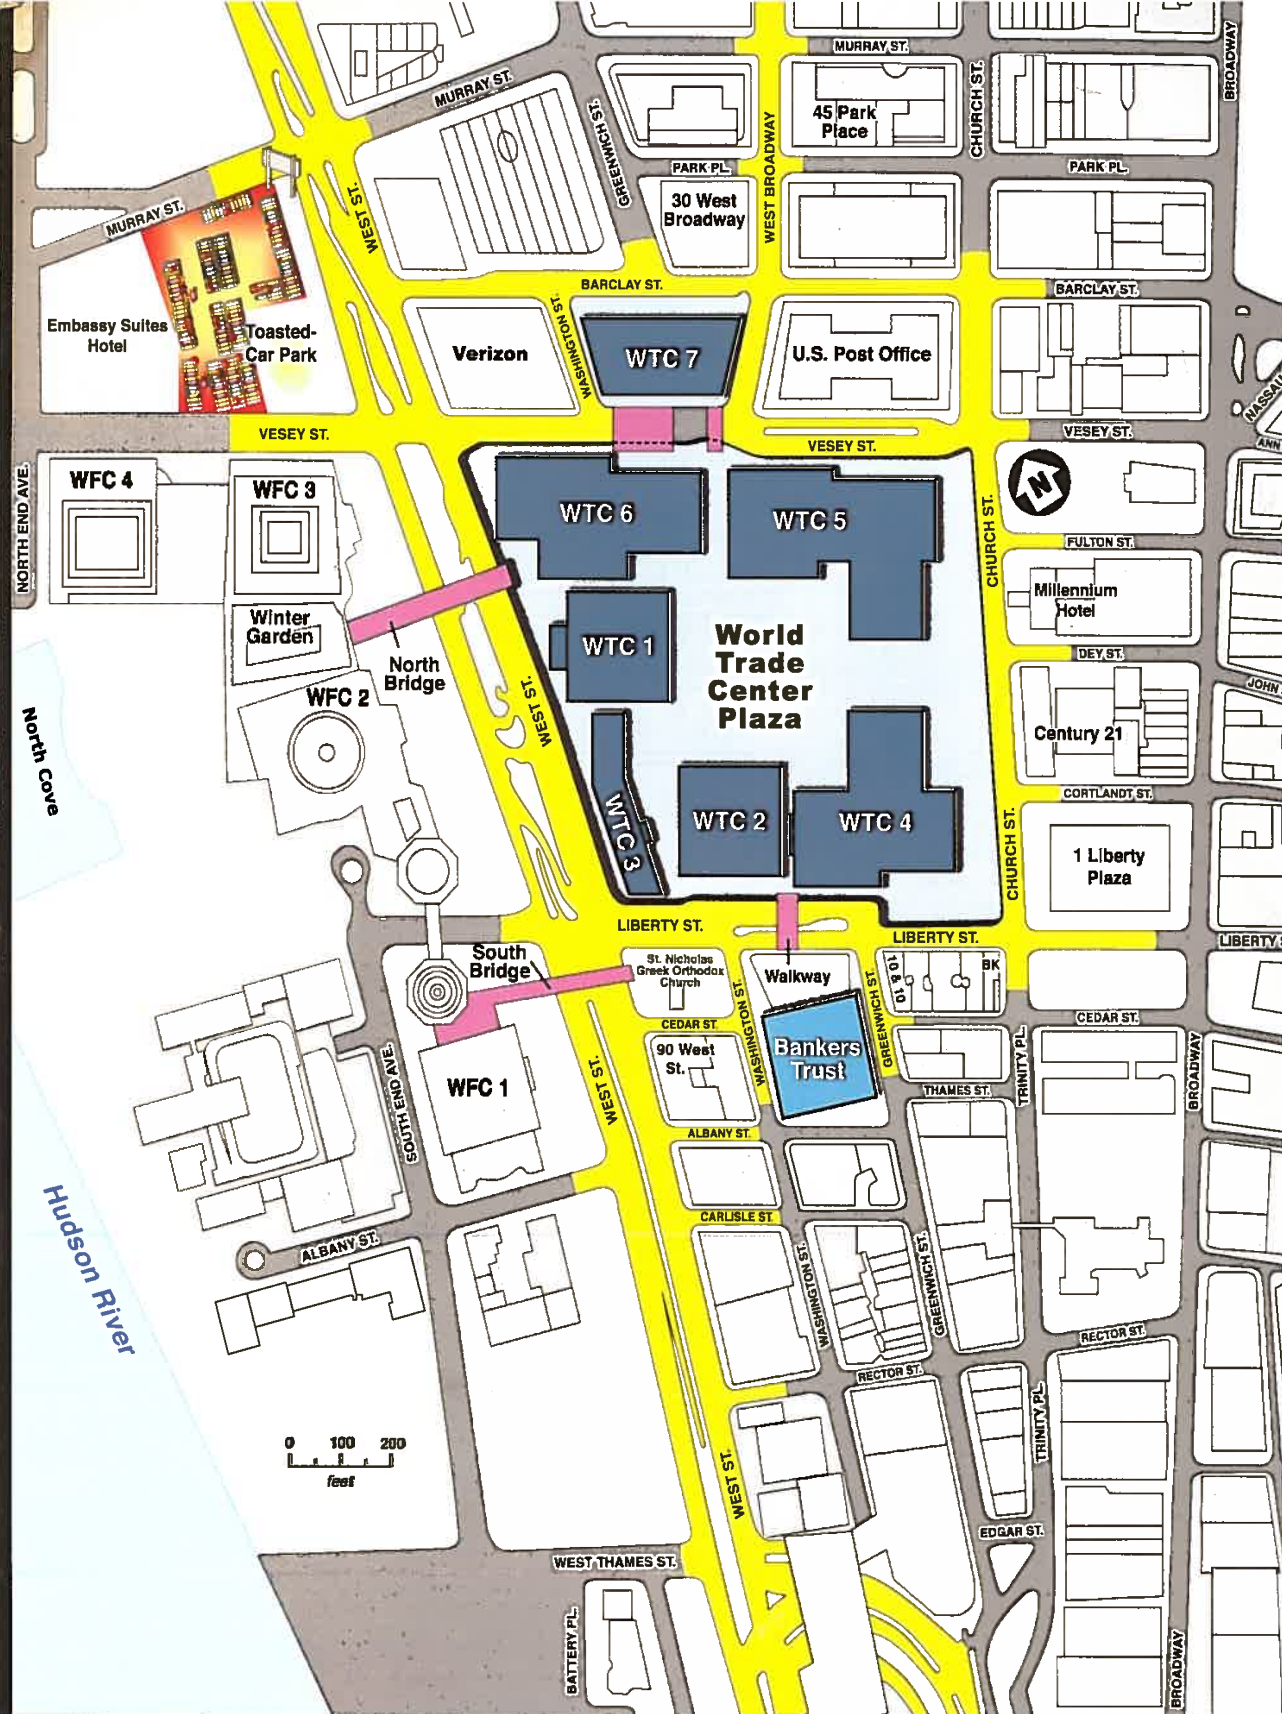 MURRAY ST.
BROADWAY
MURRAY ST.
CHURCH ST.
GREENWICH ST.
45 Park
Place
WEST BROADWAY
PARK PL.
PARK PL.
30 West
Broadway
WEST ST.
MURRAY ST.
BARCLAY ST.
BARCLAY ST.
WASHINGTON ST.
Embassy Suites
Hotel
Toasted-
Car Park
Verizon
WTC 7
U.S. Post Office
NASSAU
VESEY ST.
VESEY ST.
VESEY ST.
ANN
WFC 4
WFC 3
NORTH END AVE.
WTC 6
WTC 5
N
CHURCH ST.
FULTON ST.
Millennium
Hotel
Winter
Garden
WTC 1
World
Trade
Center
Plaza
North
Bridge
DEY ST.
WFC 2
WEST ST.
JOHN
North Cove
Century 21
CORTLANDT ST.
WTC 3
WTC 2
WTC 4
CHURCH ST.
1 Liberty
Plaza
LIBERTY ST.
LIBERTY ST.
LIBERTY
South
Bridge
St. Nicholas
Greek Orthodox
Church
Walkway
10 & 10
BK
WASHINGTON ST.
GREENWICH ST.
CEDAR ST.
CEDAR ST.
90 West
St.
Bankers
Trust
WFC 1
SOUTH END AVE.
WEST ST.
THAMES ST.
TRINITY PL.
BROADWAY
ALBANY ST.
Hudson River
CARLISLE ST.
ALBANY ST.
WASHINGTON ST.
GREENWICH ST.
RECTOR ST.
RECTOR ST.
TRINITY PL.
0 100 200
feet
WEST ST.
EDGAR ST.
WEST THAMES ST.
BATTERY PL.
BROADWAY